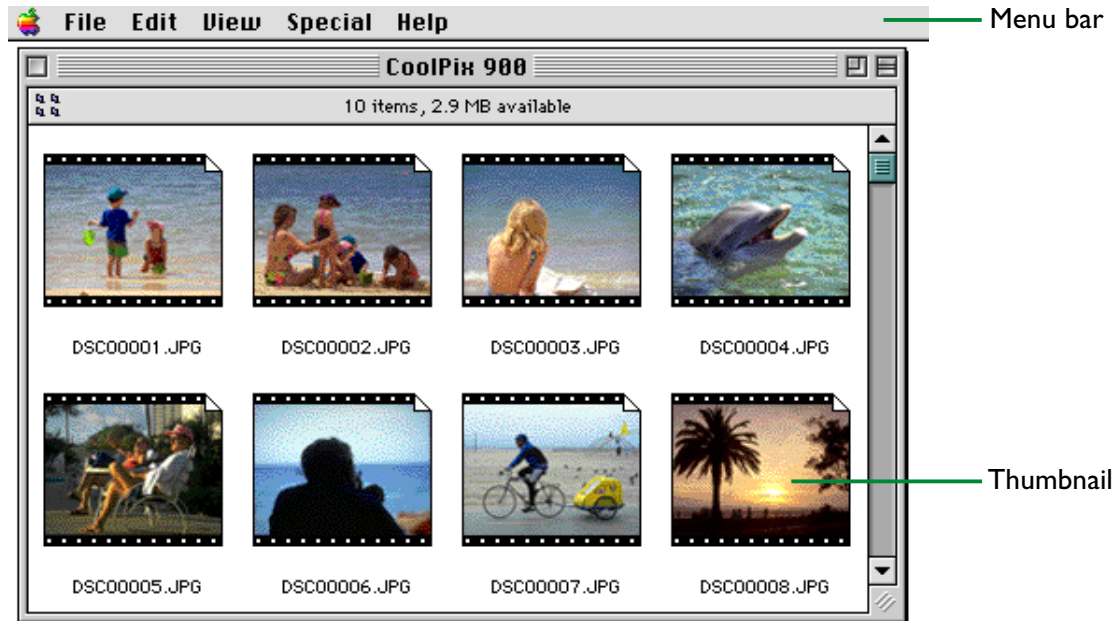 File Edit View Special Help
Menu bar
CoolPix 900
10 items, 2.9 MB available
DSC00001.JPG DSC00002.JPG DSC00003.JPG DSC00004.JPG
Thumbnail
DSC00005.JPG DSC00006.JPG DSC00007.JPG DSC00008.JPG